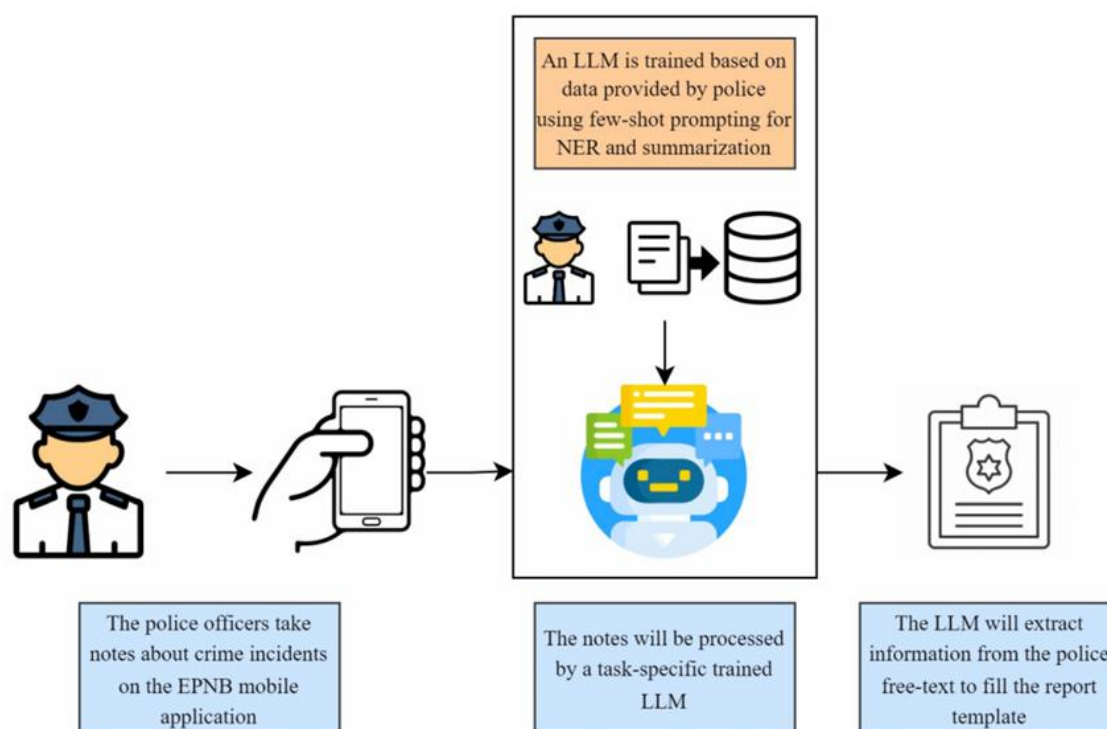 An LLM is trained based on
data provided by police
using few-shot prompting for
NER and summarization
The police officers take
notes about crime incidents
on the EPNB mobile
application
The notes will be processed
by a task-specific trained
LLM
The LLM will extract
information from the police
free-text to fill the report
template